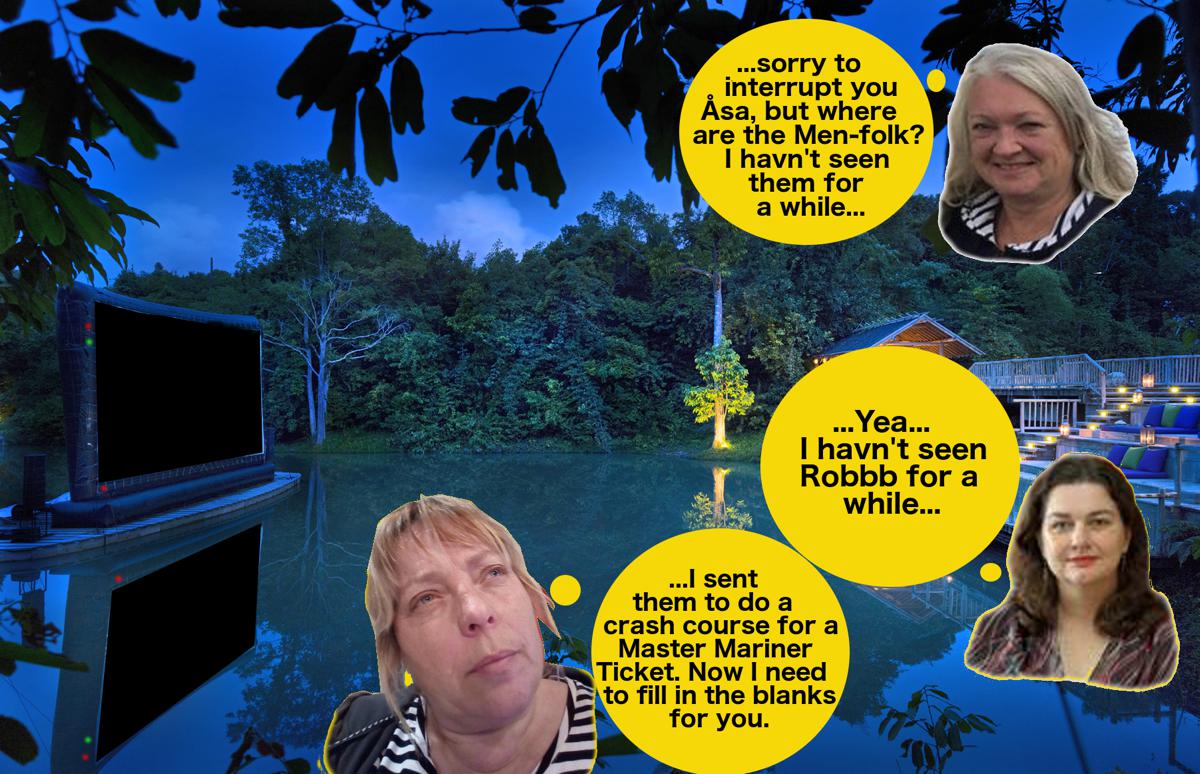 ...sorry to
interrupt you
Åsa, but where
are the Men-folk?
I havn't seen
them for
a while...
...Yea...
I havn't seen
Robbb for a
while...
...I sent
them to do a
crash course for a
Master Mariner
Ticket. Now I need
to fill in the blanks
for you.